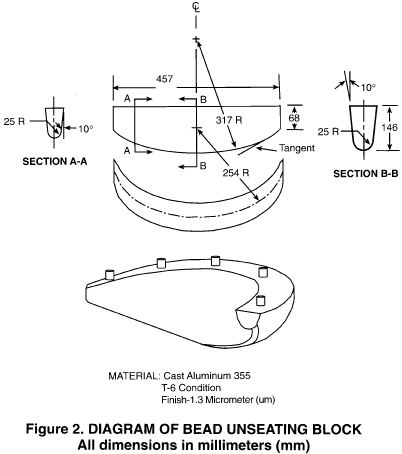 ℄
457
10°
A
B
25 R
10°
317 R
68
25 R
146
A
B
Tangent
SECTION A-A
254 R
SECTION B-B
MATERIAL: Cast Aluminum 355
T-6 Condition
Finish-1.3 Micrometer (um)
Figure 2. DIAGRAM OF BEAD UNSEATING BLOCK
All dimensions in millimeters (mm)